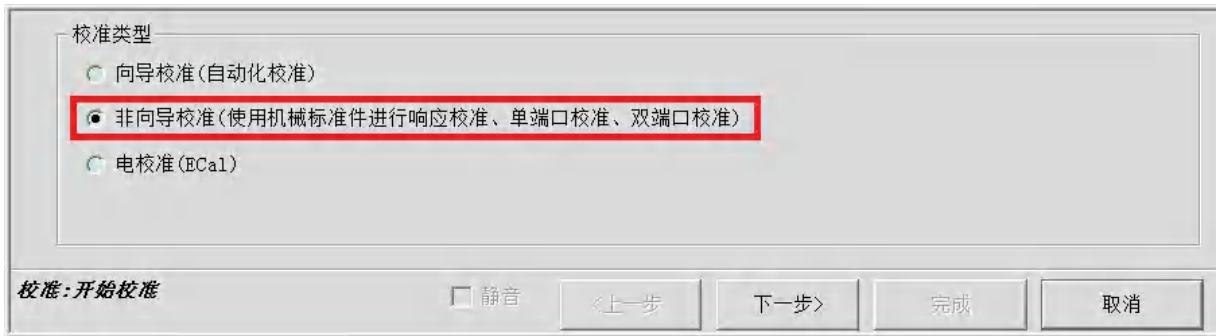 校准类型
向导校准(自动化校准)
非向导校准(使用机械标准件进行响应校准、单端口校准、双端口校准)
电校准(ECal)
校准:开始校准
静音
<上一步
下一步>
完成
取消